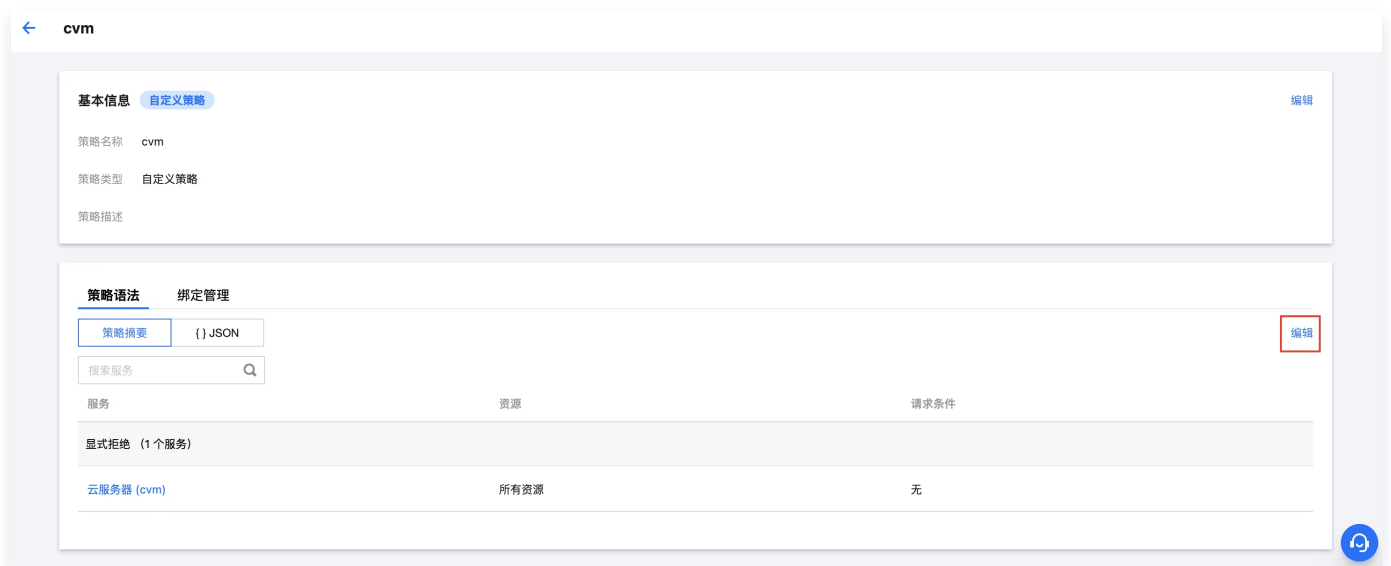 cvm
基本信息 自定义策略 编辑
策略名称 cvm
策略类型 自定义策略
策略描述
策略语法 绑定管理
策略摘要 { } JSON 编辑
搜索服务
服务 资源 请求条件
显式拒绝 （1 个服务）
云服务器 (cvm) 所有资源 无